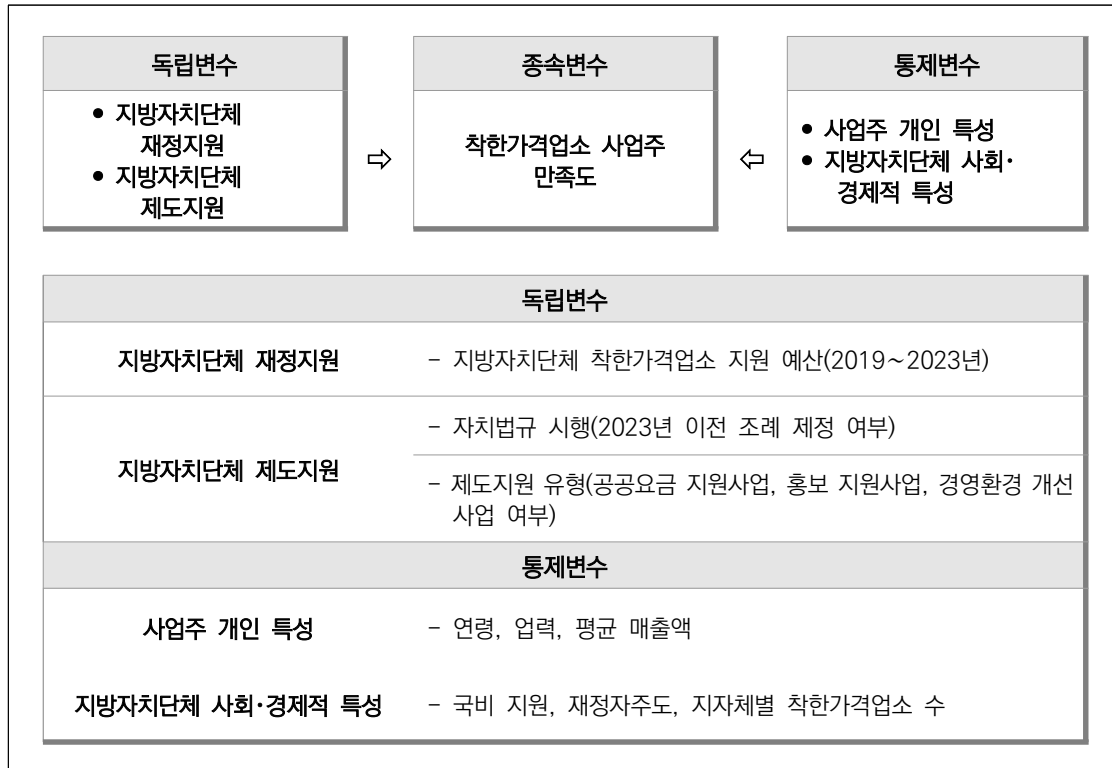 독립변수
• 지방자치단체
재정지원
• 지방자치단체
제도지원
⇨
종속변수
착한가격업소 사업주
만족도
⇦
통제변수
• 사업주 개인 특성
• 지방자치단체 사회·
경제적 특성
독립변수
지방자치단체 재정지원
- 지방자치단체 착한가격업소 지원 예산(2019~2023년)
지방자치단체 제도지원
- 자치법규 시행(2023년 이전 조례 제정 여부)
- 제도지원 유형(공공요금 지원사업, 홍보 지원사업, 경영환경 개선
사업 여부)
통제변수
사업주 개인 특성
- 연령, 업력, 평균 매출액
지방자치단체 사회·경제적 특성
- 국비 지원, 재정자주도, 지자체별 착한가격업소 수